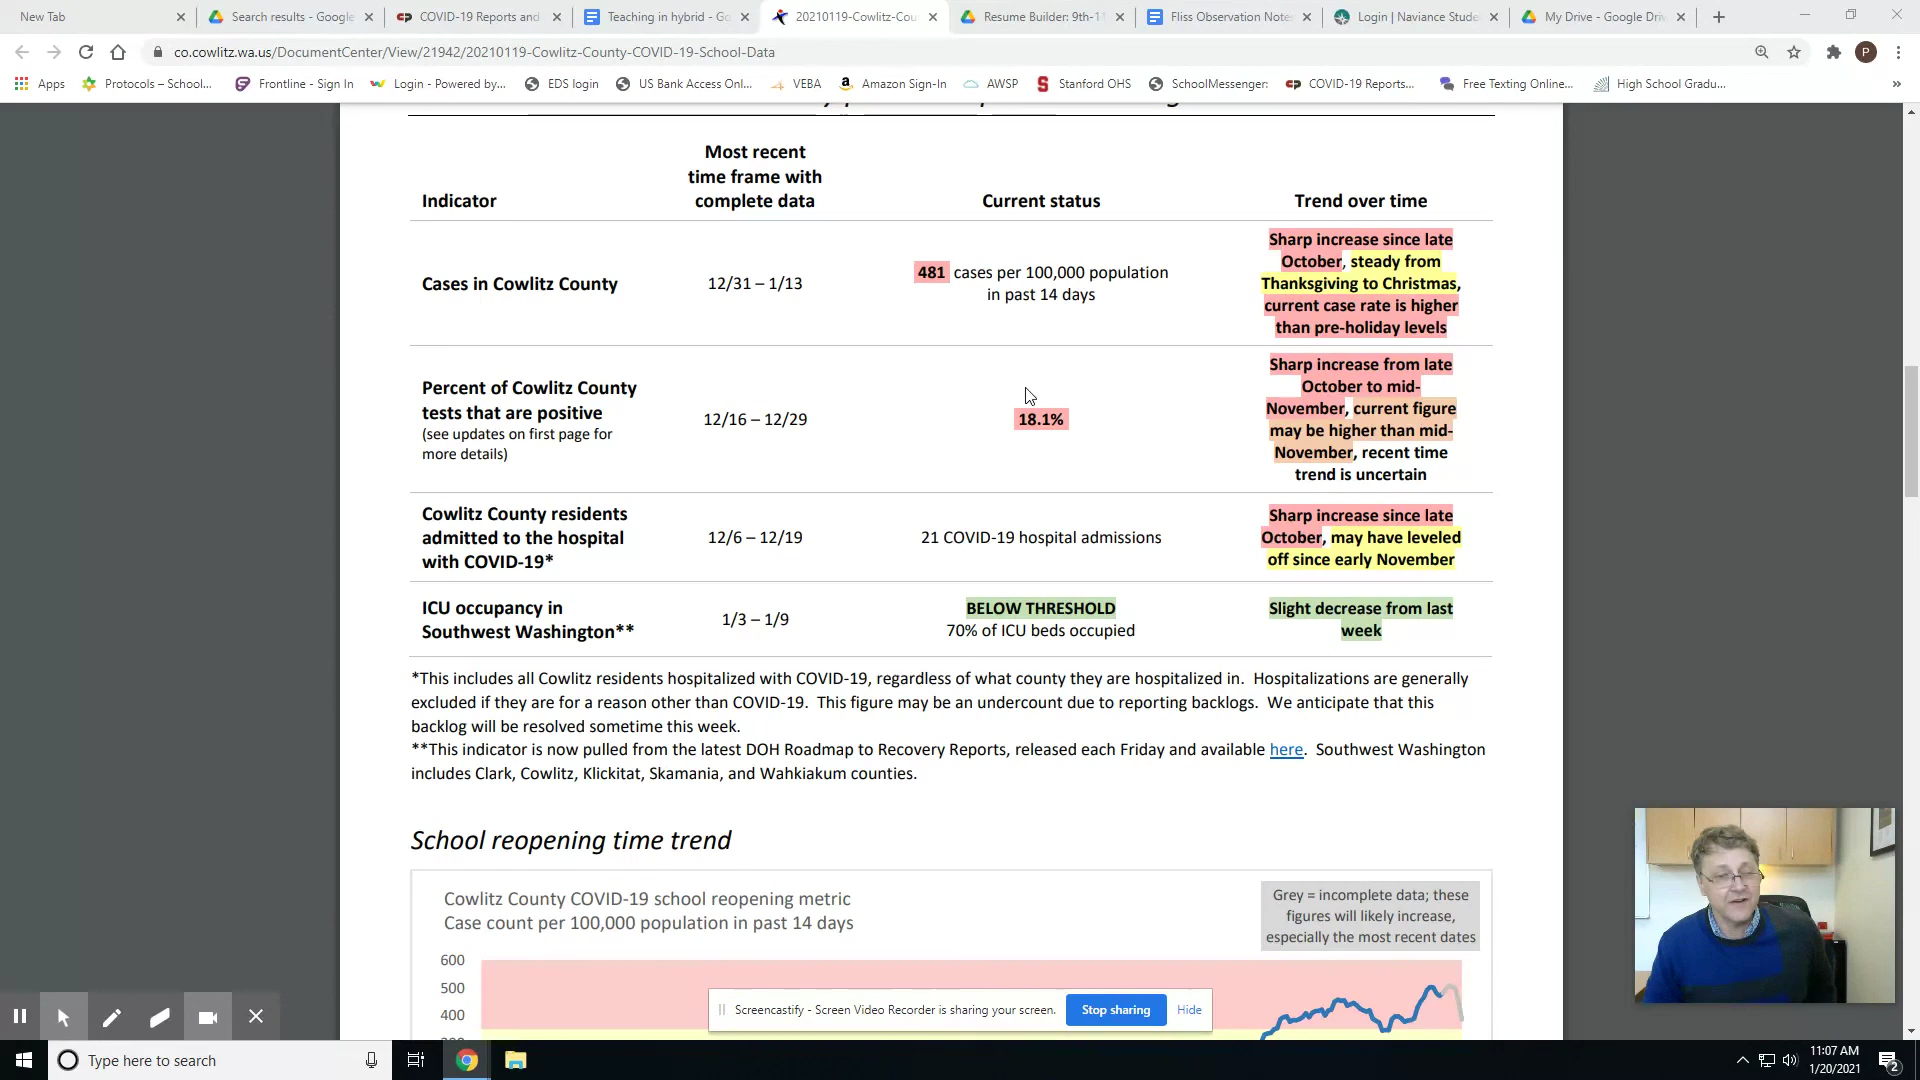 New Tab
Search results - Google
COVID-19 Reports and
Teaching in hybrid - Go
20210119-Cowlitz-Cou
Resume Builder: 9th-1
Fliss Observation Note
Login | Naviance Stude
My Drive - Google Driv
co.cowlitz.wa.us/DocumentCenter/View/21942/20210119-Cowlitz-County-COVID-19-School-Data
P
Apps
Protocols – School...
Frontline - Sign In
Login - Powered by...
EDS login
US Bank Access Onl...
VEBA
Amazon Sign-In
AWSP
Stanford OHS
SchoolMessenger:
COVID-19 Reports...
Free Texting Online...
High School Gradu...
»
Indicator
Most recent
time frame with
complete data
Current status
Trend over time
Cases in Cowlitz County
12/31 – 1/13
481 cases per 100,000 population
in past 14 days
Sharp increase since late
October, steady from
Thanksgiving to Christmas,
current case rate is higher
than pre-holiday levels
Percent of Cowlitz County
tests that are positive
(see updates on first page for
more details)
12/16 – 12/29
18.1%
Sharp increase from late
October to mid-
November, current figure
may be higher than mid-
November, recent time
trend is uncertain
Cowlitz County residents
admitted to the hospital
with COVID-19*
12/6 – 12/19
21 COVID-19 hospital admissions
Sharp increase since late
October, may have leveled
off since early November
ICU occupancy in
Southwest Washington**
1/3 – 1/9
BELOW THRESHOLD
70% of ICU beds occupied
Slight decrease from last
week
*This includes all Cowlitz residents hospitalized with COVID-19, regardless of what county they are hospitalized in. Hospitalizations are generally
excluded if they are for a reason other than COVID-19. This figure may be an undercount due to reporting backlogs. We anticipate that this
backlog will be resolved sometime this week.
**This indicator is now pulled from the latest DOH Roadmap to Recovery Reports, released each Friday and available here. Southwest Washington
includes Clark, Cowlitz, Klickitat, Skamania, and Wahkiakum counties.
School reopening time trend
Cowlitz County COVID-19 school reopening metric
Case count per 100,000 population in past 14 days
Grey = incomplete data; these
figures will likely increase,
especially the most recent dates
600
500
400
Screencastify - Screen Video Recorder is sharing your screen.
Stop sharing
Hide
Type here to search
11:07 AM
1/20/2021
2